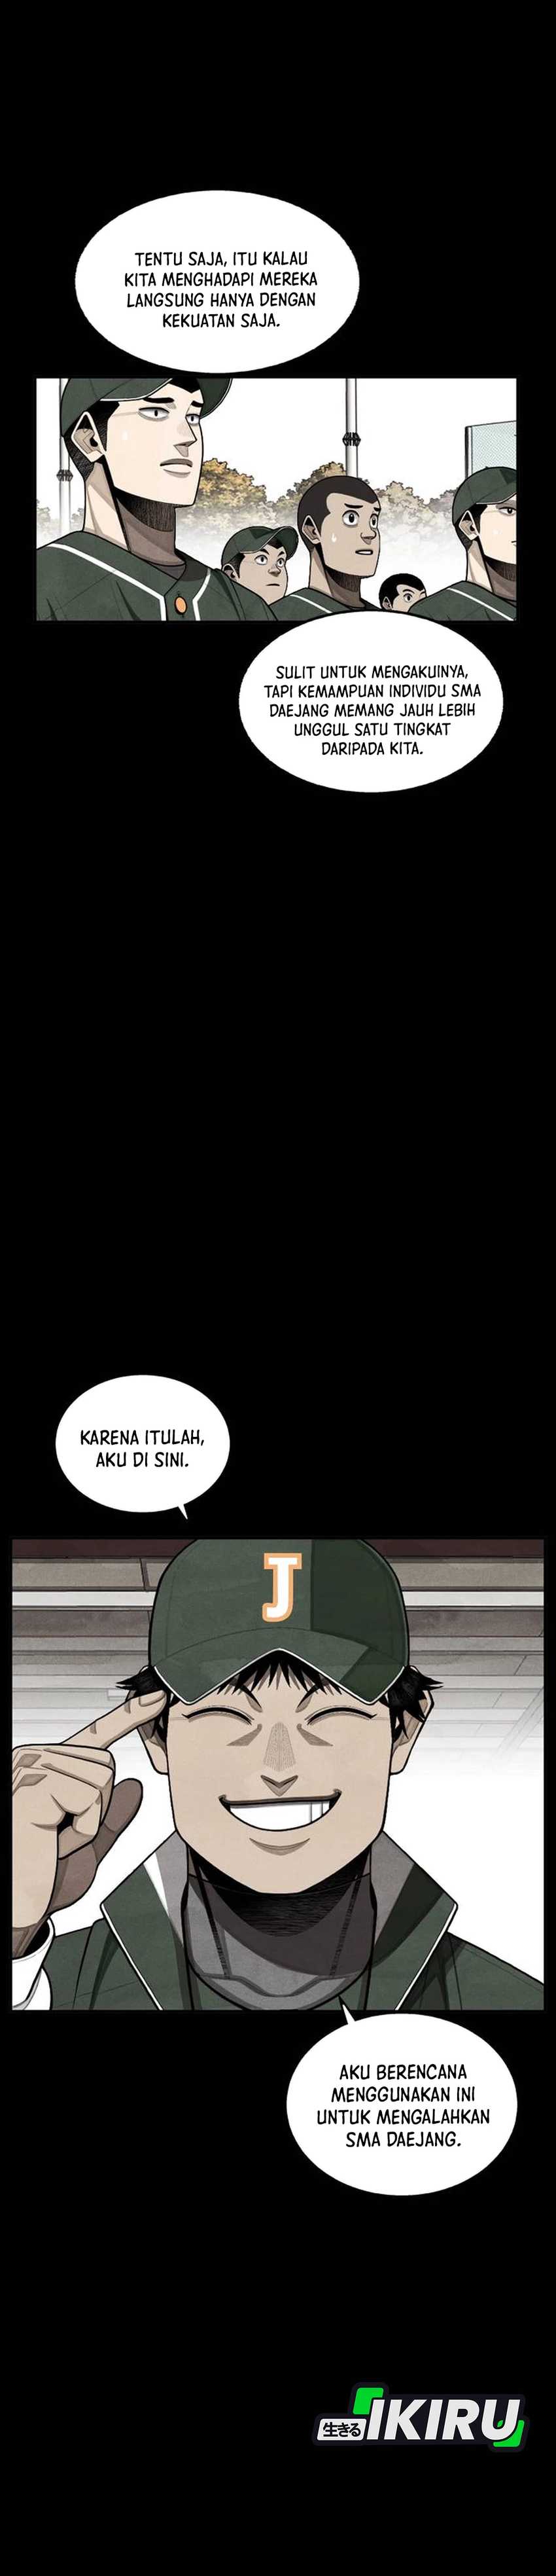 TENTU SAJA, ITU KALAU
KITA MENGHADAPI MEREKA
LANGSUNG HANYA DENGAN
KEKUATAN SAJA.
SULIT UNTUK MENGAKUINYA,
TAPI KEMAMPUAN INDIVIDU SMA
DAEJANG MEMANG JAUH LEBIH
UNGGUL SATU TINGKAT
DARIPADA KITA.
KARENA ITULAH,
AKU DI SINI.
J
AKU BERENCANA
MENGGUNAKAN INI
UNTUK MENGALAHKAN
SMA DAEJANG.
生きる IKIRU